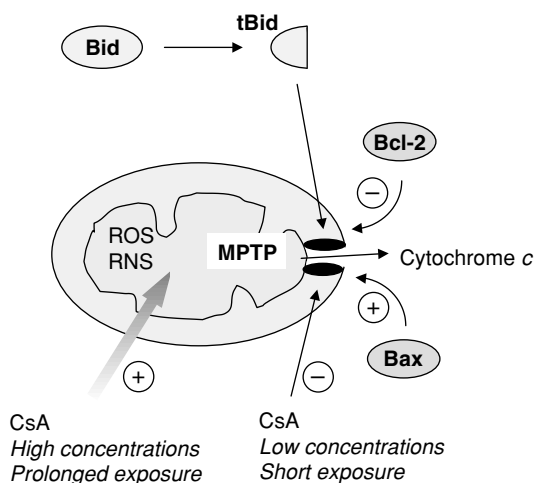 tBid
Bid
Bcl-2
−
ROS
RNS
MPTP
Cytochrome c
+
Bax
+
−
CsA
High concentrations
Prolonged exposure
CsA
Low concentrations
Short exposure